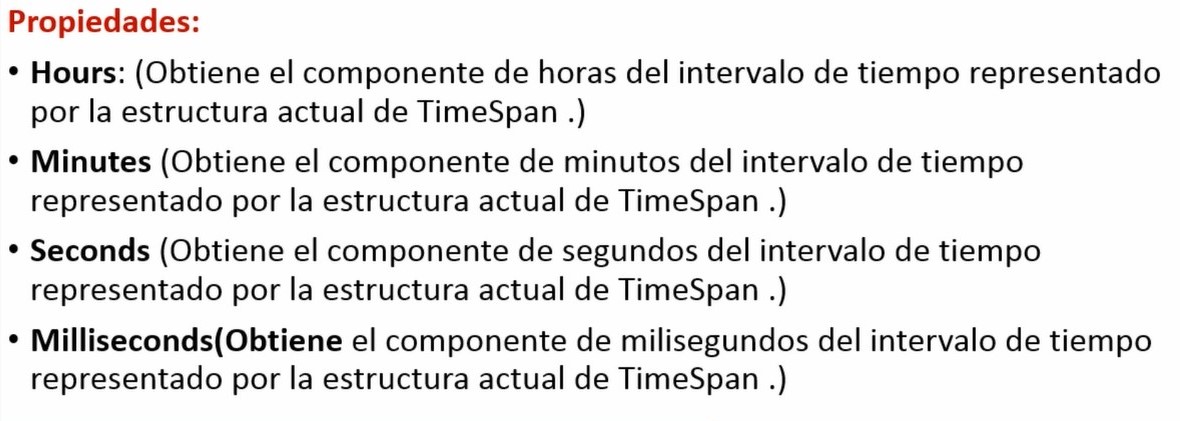 Propiedades:
• Hours: (Obtiene el componente de horas del intervalo de tiempo representado
por la estructura actual de TimeSpan .)
• Minutes (Obtiene el componente de minutos del intervalo de tiempo
representado por la estructura actual de TimeSpan .)
• Seconds (Obtiene el componente de segundos del intervalo de tiempo
representado por la estructura actual de TimeSpan .)
• Milliseconds(Obtiene el componente de milisegundos del intervalo de tiempo
representado por la estructura actual de TimeSpan .)